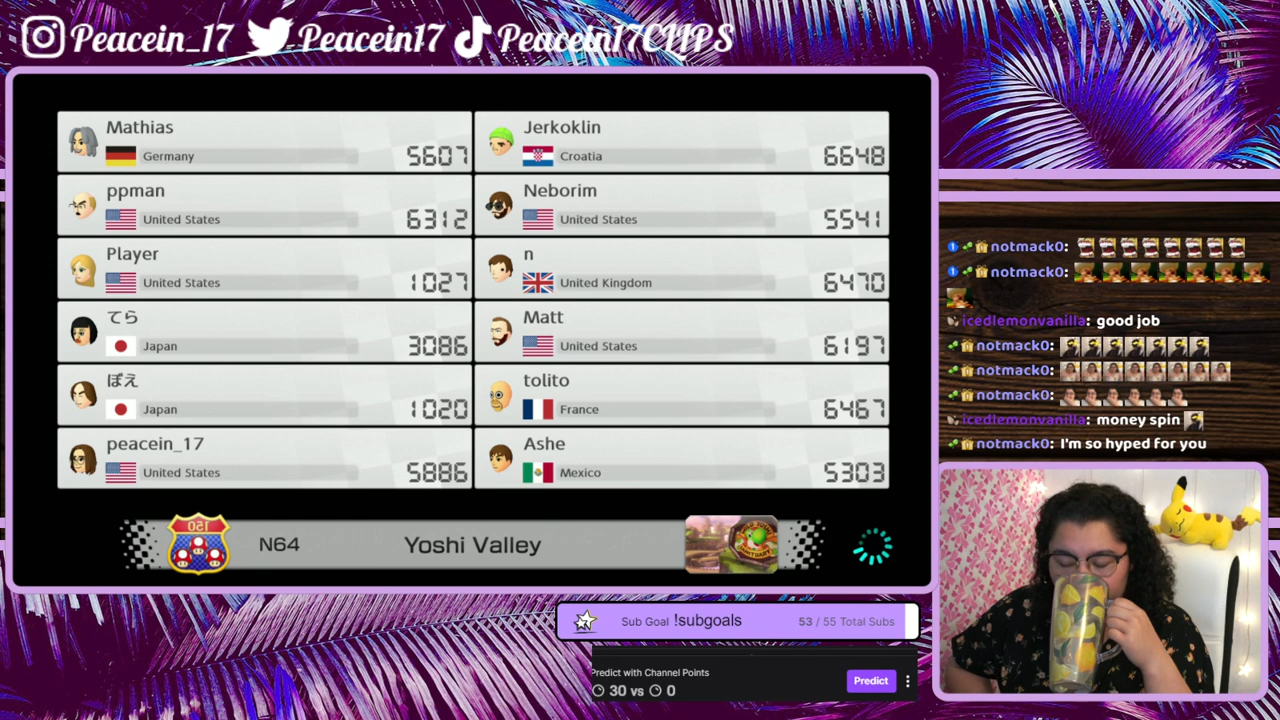 Peacein_17 Peacein17 Peacein17CLIPS
Mathias
Germany 5607
ppman
United States 6312
Player
United States 1027
てら
Japan 3086
ぽえ
Japan 1020
peacein_17
United States 5886
Jerkoklin
Croatia 6648
Neborim
United States 5541
n
United Kingdom 6470
Matt
United States 6197
tolito
France 6467
Ashe
Mexico 5303
150 N64 Yoshi Valley
notmack0:
notmack0:
icedlemonvanilla: good job
notmack0:
notmack0:
notmack0:
icedlemonvanilla: money spin
notmack0: I'm so hyped for you
Sub Goal !subgoals 53 / 55 Total Subs
Predict with Channel Points
30 vs 0
Predict